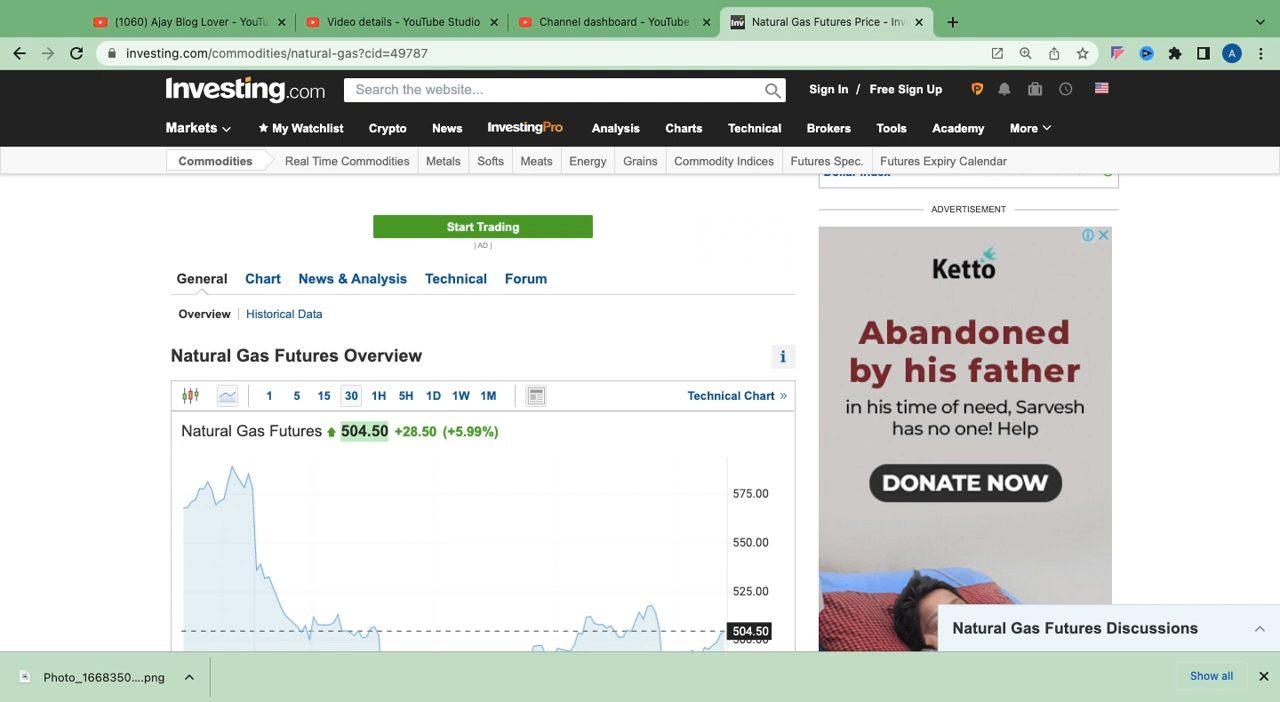 (1060) Ajay Blog Lover - YouTu
Video details - YouTube Studio
Channel dashboard - YouTube
Natural Gas Futures Price - Inv
investing.com/commodities/natural-gas?cid=49787
A
Investing.com
Search the website...
Sign In / Free Sign Up
Markets
My Watchlist
Crypto
News
InvestingPro
Analysis
Charts
Technical
Brokers
Tools
Academy
More
Commodities
Real Time Commodities
Metals
Softs
Meats
Energy
Grains
Commodity Indices
Futures Spec.
Futures Expiry Calendar
Dollar Index
ADVERTISEMENT
Start Trading
| AD |
General
Chart
News & Analysis
Technical
Forum
Overview
Historical Data
Natural Gas Futures Overview
1 5 15 30 1H 5H 1D 1W 1M
Technical Chart »
Natural Gas Futures 504.50 +28.50 (+5.99%)
575.00
550.00
525.00
504.50
Ketto
Abandoned
by his father
in his time of need, Sarvesh
has no one! Help
DONATE NOW
Natural Gas Futures Discussions
Photo_1668350....png
Show all